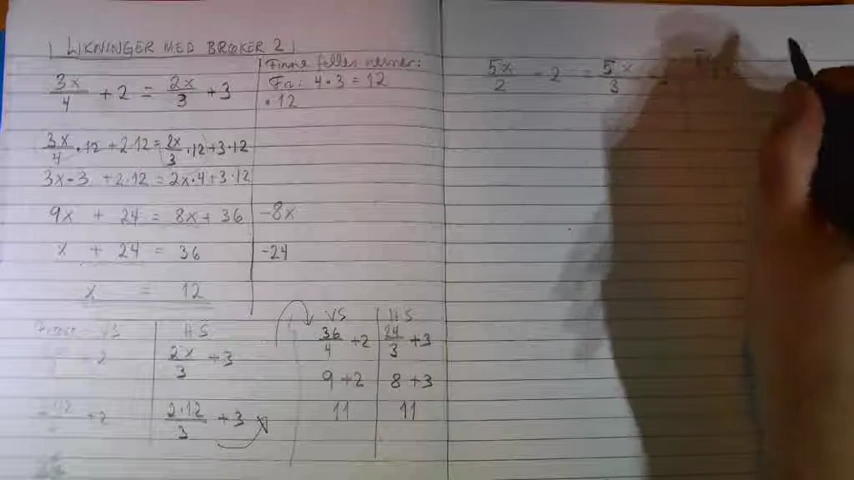 LIKNINGER MED BRØKER 2
3x/4 + 2 = 2x/3 + 3
Finne felles nevner:
Fn: 4·3 = 12
·12
3x/4 ·12 + 2·12 = 2x/3 ·12 + 3·12
3x·3 + 2·12 = 2x·4 + 3·12
9x + 24 = 8x + 36 | -8x
x + 24 = 36 | -24
x = 12
VS | HS
2 | 2x/3 + 3
+2 | 2·12/3 + 3
VS | HS
36/4 + 2 | 24/3 + 3
9 + 2 | 8 + 3
11 | 11
5x/2 - 2 = 5x/3